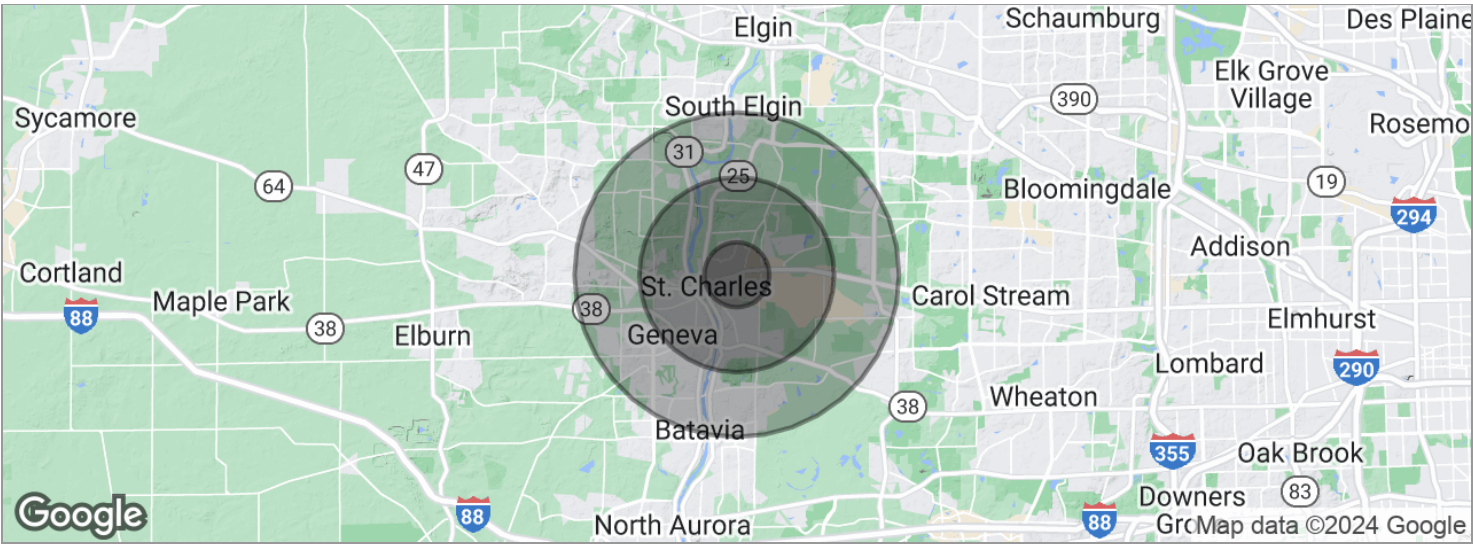 Elgin
Schaumburg
Des Plaine
Elk Grove
Village
390
South Elgin
Sycamore
Rosemo
31
47
25
64
19
Bloomingdale
294
Addison
Cortland
St. Charles
Carol Stream
Maple Park
88
38
38
Elburn
Geneva
Elmhurst
Lombard
290
Wheaton
38
Batavia
355
Oak Brook
83
Downers
Google
88
North Aurora
88
Gro
Map data ©2024 Google